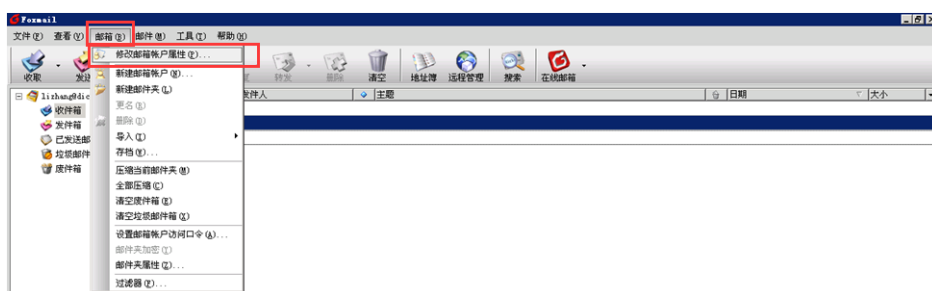 Foxmail
文件(F) 查看(V) 邮箱(B) 邮件(M) 工具(T) 帮助(H)
收取 发送 转发 删除 清空 地址簿 远程管理 搜索 在线邮箱
修改邮箱帐户属性(P)...
新建邮箱帐户(N)...
新建邮件夹(L)
更名(R)
删除(D)
导入(I)
存档(V)...
压缩当前邮件夹(M)
全部压缩(C)
清空废件箱(E)
清空垃圾邮件箱(X)
设置邮箱帐户访问口令(A)...
邮件夹加密(T)
邮件夹属性(Z)...
过滤器(F)...
lizhang@dic
收件箱
发件箱
已发送邮
垃圾邮件
废件箱
发件人 主题 日期 大小